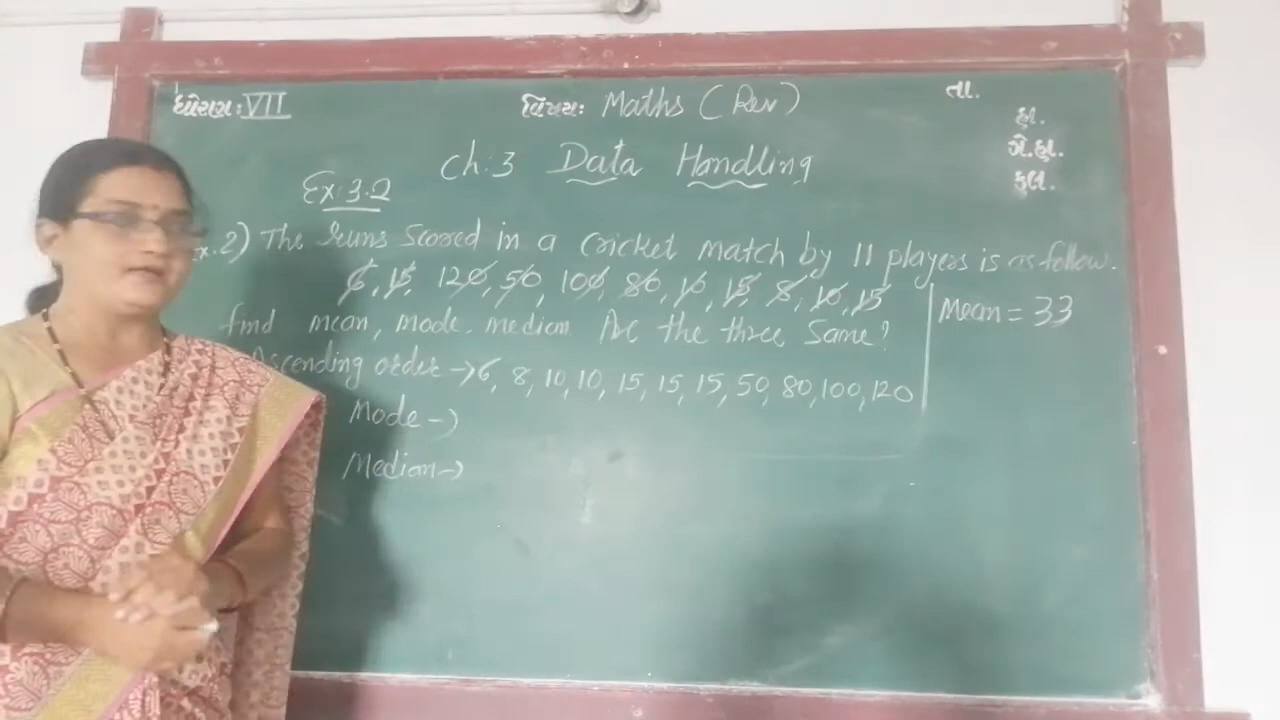 ધોરણ: VII
વિષય: Maths (Rev)
તા.
હા.
ગે.હા.
કુલ.
Ch:3 Data Handling
Ex:3.2
Ex.2) The runs scored in a cricket match by 11 players is as follow.
6, 15, 120, 50, 100, 80, 10, 15, 8, 10, 15
find mean, mode. median Are the three same?
Mean = 33
Ascending order → 6, 8, 10, 10, 15, 15, 15, 50, 80, 100, 120
Mode →
Median →